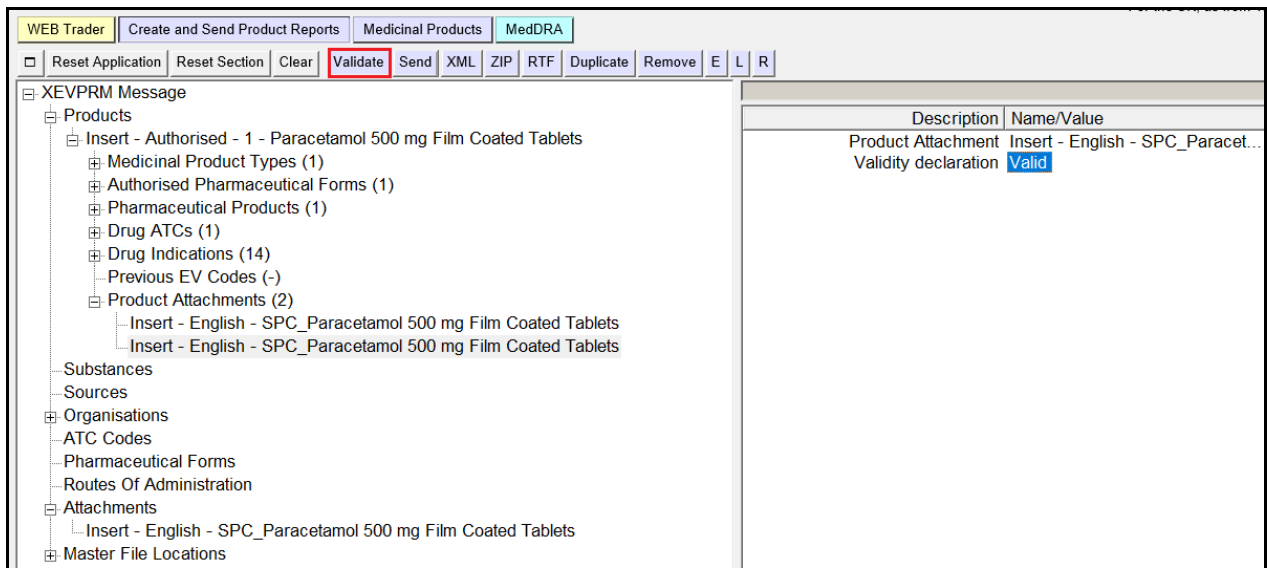 WEB Trader Create and Send Product Reports Medicinal Products MedDRA
Reset Application Reset Section Clear Validate Send XML ZIP RTF Duplicate Remove E L R
XEVPRM Message
Products
Insert - Authorised - 1 - Paracetamol 500 mg Film Coated Tablets
Medicinal Product Types (1)
Authorised Pharmaceutical Forms (1)
Pharmaceutical Products (1)
Drug ATCs (1)
Drug Indications (14)
Previous EV Codes (-)
Product Attachments (2)
Insert - English - SPC_Paracetamol 500 mg Film Coated Tablets
Insert - English - SPC_Paracetamol 500 mg Film Coated Tablets
Substances
Sources
Organisations
ATC Codes
Pharmaceutical Forms
Routes Of Administration
Attachments
Insert - English - SPC_Paracetamol 500 mg Film Coated Tablets
Master File Locations
Description Name/Value
Product Attachment Insert - English - SPC_Paracet...
Validity declaration Valid